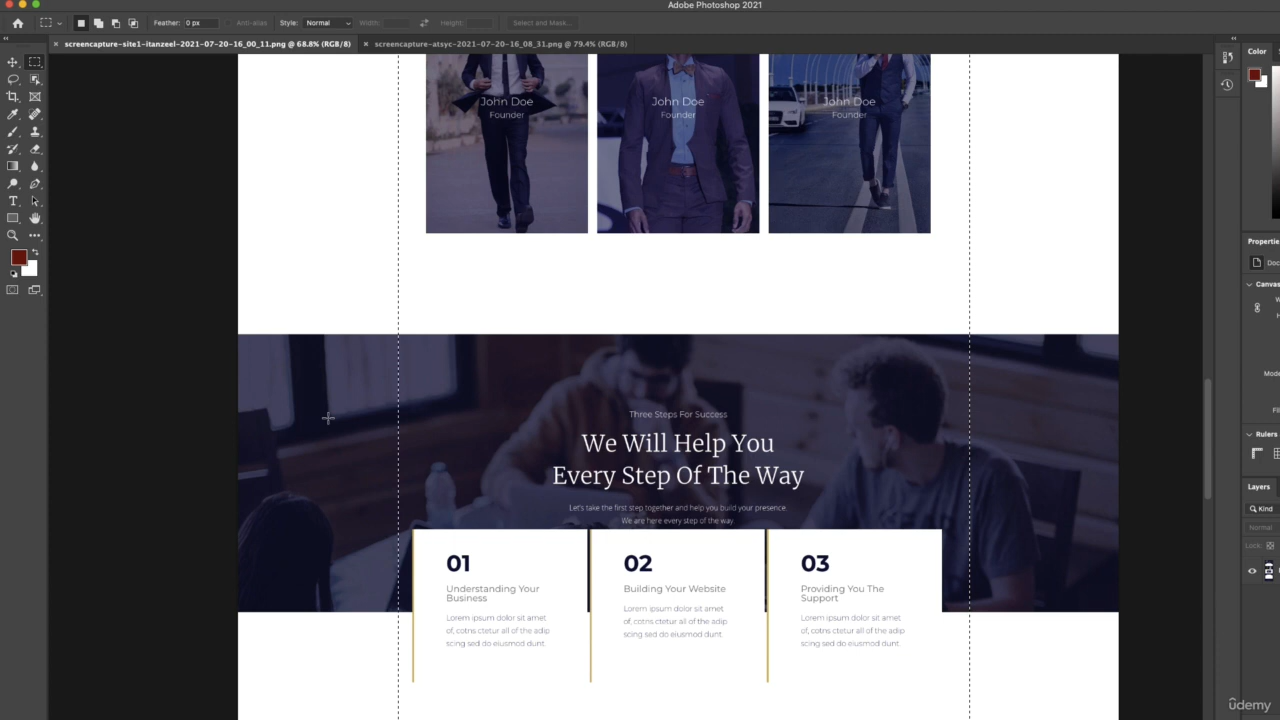 Adobe Photoshop 2021
Feather: 0 px
Anti-alias
Style: Normal
Width:
Height:
Select and Mask...
screencapture-site1-itanzeel-2021-07-20-16_00_11.png @ 68.8% (RGB/8)
screencapture-atsyc-2021-07-20-16_08_31.png @ 79.4% (RGB/8)
Color
John Doe
Founder
John Doe
Founder
John Doe
Founder
Three Steps For Success
We Will Help You
Every Step Of The Way
Let's take the first step together and help you build your presence.
We are here every step of the way.
01
Understanding Your
Business
Lorem ipsum dolor sit amet
of, cotns ctetur all of the adip
scing sed do eiusmod dunt.
02
Building Your Website
Lorem ipsum dolor sit amet
of, cotns ctetur all of the adip
scing sed do eiusmod dunt.
03
Providing You The
Support
Lorem ipsum dolor sit amet
of, cotns ctetur all of the adip
scing sed do eiusmod dunt.
Propertie
Doc
Canvas
W
H
X
Mode
Fil
Rulers
Layers
Kind
Normal
Lock:
ûdemy